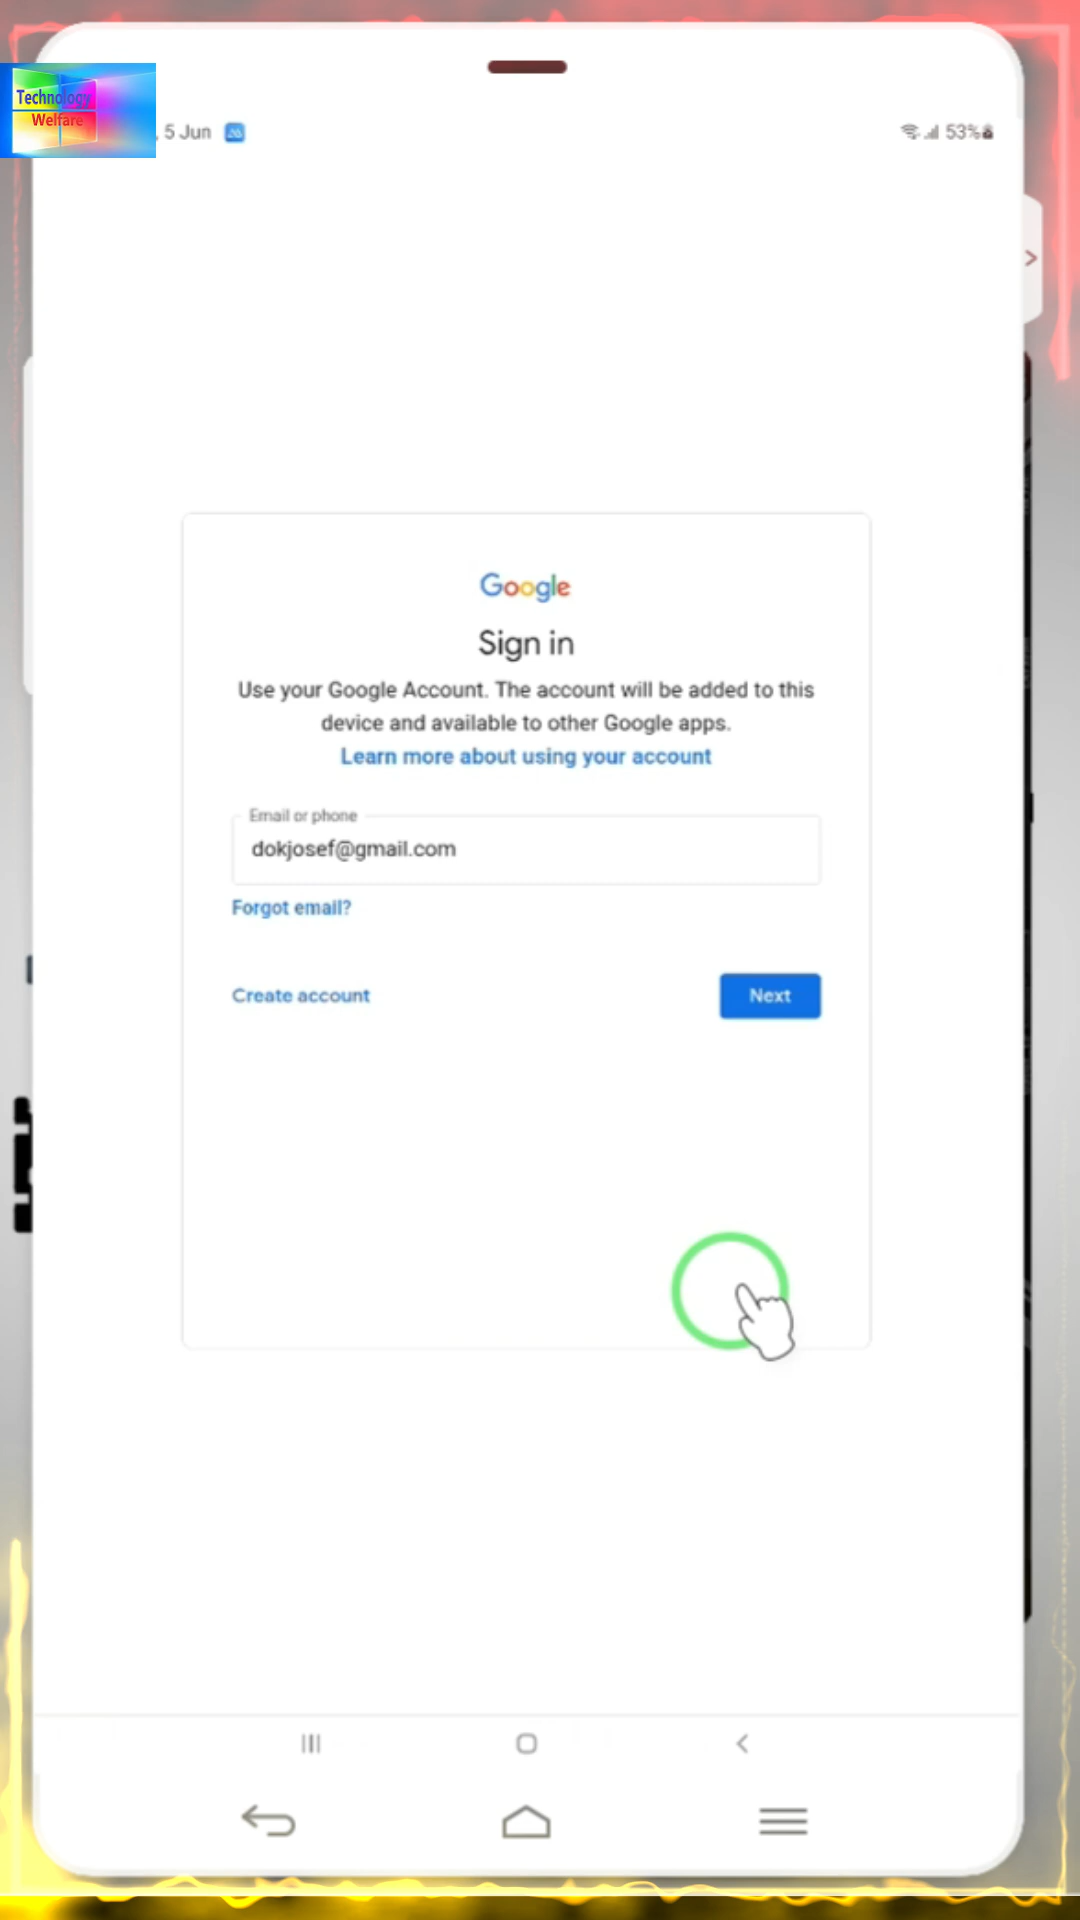 Technology
Welfare
5 Jun
53%
Google
Sign in
Use your Google Account. The account will be added to this
device and available to other Google apps.
Learn more about using your account
Email or phone
dokjosef@gmail.com
Forgot email?
Create account
Next